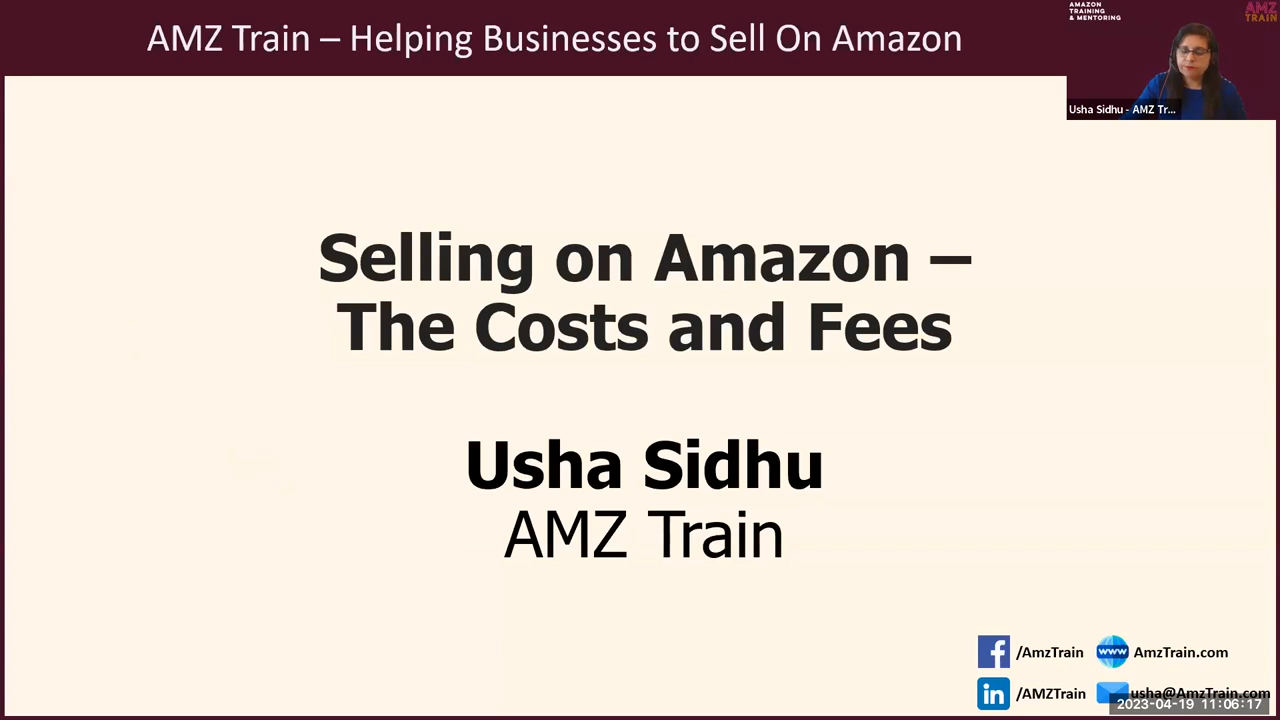 AMZ Train – Helping Businesses to Sell On Amazon
AMAZON
TRAINING
& MENTORING
AMZ
TRAIN
Usha Sidhu - AMZ Tr...
Selling on Amazon –
The Costs and Fees
Usha Sidhu
AMZ Train
/AmzTrain
www
AmzTrain.com
in
/AMZTrain
usha@AmzTrain.com
2023-04-19 11:06:17